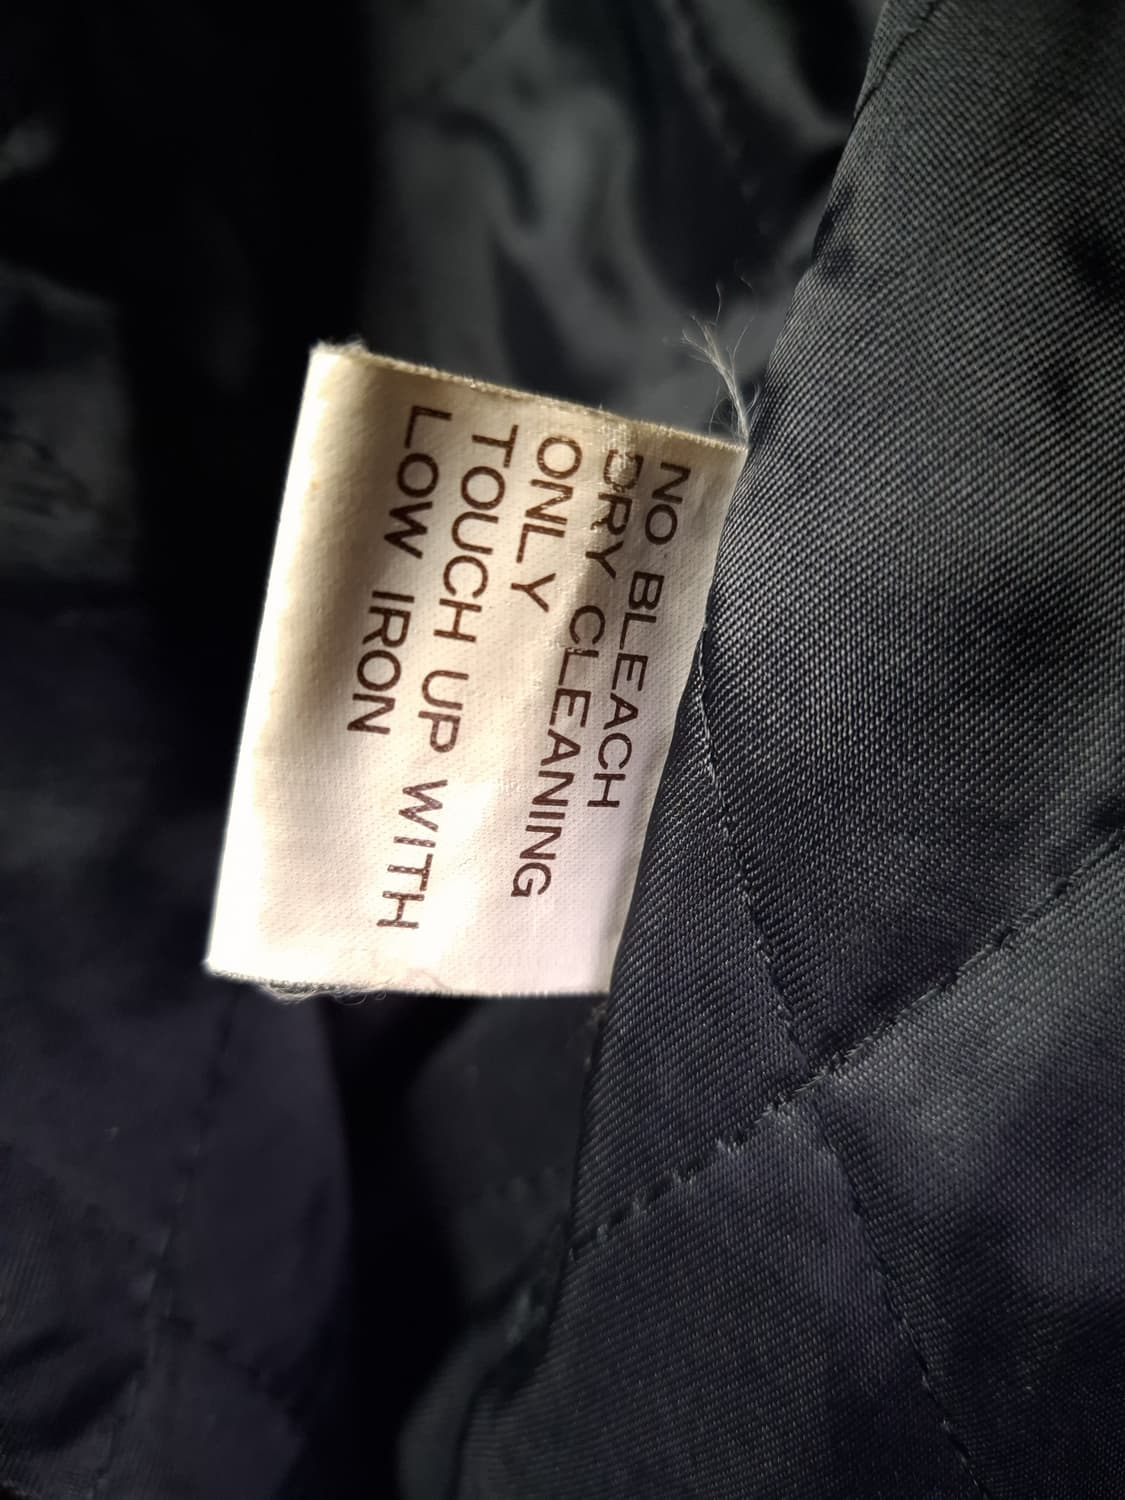 NO BLEACH
DRY CLEANING
ONLY
TOUCH UP WITH
LOW IRON